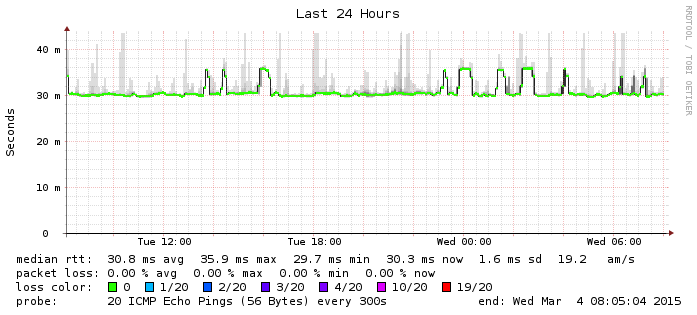 Last 24 Hours
RRDTOOL / TOBI OETIKER
Seconds
40 m
30 m
20 m
10 m
0
Tue 12:00 Tue 18:00 Wed 00:00 Wed 06:00
median rtt: 30.8 ms avg 35.9 ms max 29.7 ms min 30.3 ms now 1.6 ms sd 19.2 am/s
packet loss: 0.00 % avg 0.00 % max 0.00 % min 0.00 % now
loss color: 0 1/20 2/20 3/20 4/20 10/20 19/20
probe: 20 ICMP Echo Pings (56 Bytes) every 300s end: Wed Mar 4 08:05:04 2015